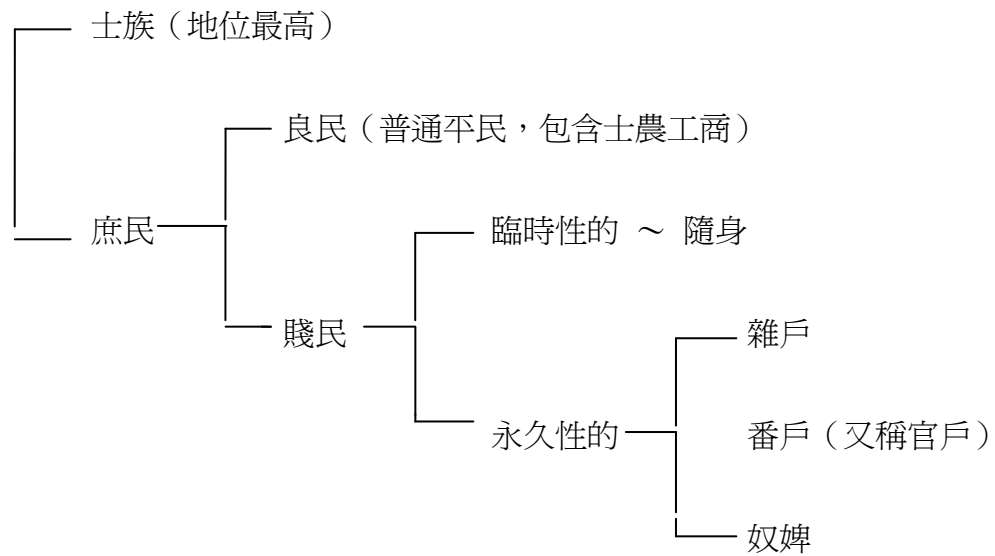 士族（地位最高）
良民（普通平民，包含士農工商）
庶民
臨時性的 ～ 隨身
賤民
雜戶
永久性的
番戶（又稱官戶）
奴婢